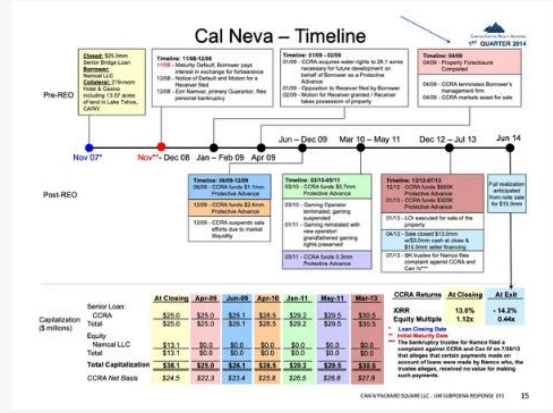 Cal Neva – Timeline
1ST QUARTER 2014
Closed: $25.0mm
Senior Bridge Loan
Borrower:
Namcal LLC
Collateral: 219-room
Hotel & Casino
including 13.57 acres
of land in Lake Tahoe,
CA/NV
Timeline: 11/08-12/08
11/08 - Maturity Default, Borrower pays
interest in exchange for forbearance
12/08 - Notice of Default and Motion for a
Receiver filed
12/08 - Ezri Namvar, primary Guarantor, files
personal bankruptcy
Timeline: 01/09 - 02/09
01/09 - CCRA acquires water rights to 28.1 acres
necessary for future development on
behalf of Borrower as a Protective
Advance
01/09 - Opposition to Receiver filed by Borrower
02/09 - Motion for Receiver granted / Receiver
takes possession of property
Timeline: 04/09
04/09 - Property Foreclosure
Completed
04/09 - CCRA terminates Borrower's
management firm
04/09 - CCRA markets asset for sale
Pre-REO
Jun – Dec 09 Mar 10 – May 11 Dec 12 – Jul 13 Jun 14
Nov 07* Nov**- Dec 08 Jan – Feb 09 Apr 09
Post-REO
Timeline: 06/09-12/09
06/09 - CCRA funds $1.1mm
Protective Advance
12/09 - CCRA funds $2.4mm
Protective Advance
12/09 - CCRA suspends sale
efforts due to market
illiquidity
Timeline: 03/10-05/11
03/10 - CCRA funds $0.7mm
Protective Advance
03/10 - Gaming Operator
terminated; gaming
suspended
01/11 - Gaming reinstated with
new operator;
grandfathered gaming
rights preserved
05/11 - CCRA funds 0.3mm
Protective Advance
Timeline: 12/12-07/13
12/12 - CCRA funds $600K
Protective Advance
01/13 - CCRA funds $325K
Protective Advance
01/13 - LOI executed for sale of the
property
04/13 - Sale closed $13.0mm
w/$3.0mm cash at close &
$10.0mm seller financing
07/13 - BK trustee for Namco files
complaint against CCRA and
Can IV***
Full realization
anticipated
from note sale
for $10.0mm
Capitalization
($ millions)
At Closing Apr-09 Jun-09 Apr-10 Jan-11 May-11 Mar-13
Senior Loan:
CCRA $25.0 $25.0 $26.1 $28.5 $29.2 $29.5 $30.5
Total $25.0 $25.0 $26.1 $28.5 $29.2 $29.5 $30.5
Equity
Namcal LLC $13.1 $0.0 $0.0 $0.0 $0.0 $0.0 $0.0
Total $13.1 $0.0 $0.0 $0.0 $0.0 $0.0 $0.0
Total Capitalization $38.1 $25.0 $26.1 $28.5 $29.2 $29.5 $30.5
CCRA Net Basis $24.5 $22.3 $23.4 $25.8 $26.5 $26.8 $27.8
CCRA Returns At Closing At Exit
XIRR 13.8% - 14.2%
Equity Multiple 1.12x 0.44x
* Loan Closing Date
** Initial Maturity Date
*** The bankruptcy trustee for Namco filed a
complaint against CCRA and Can IV on 7/08/13
that alleges that certain payments made on
account of loans were made by Namco who, the
trustee alleges, received no value for making
such payments.
CAN IV PACKARD SQUARE LLC - UM SUBPOENA RESPONSE 15